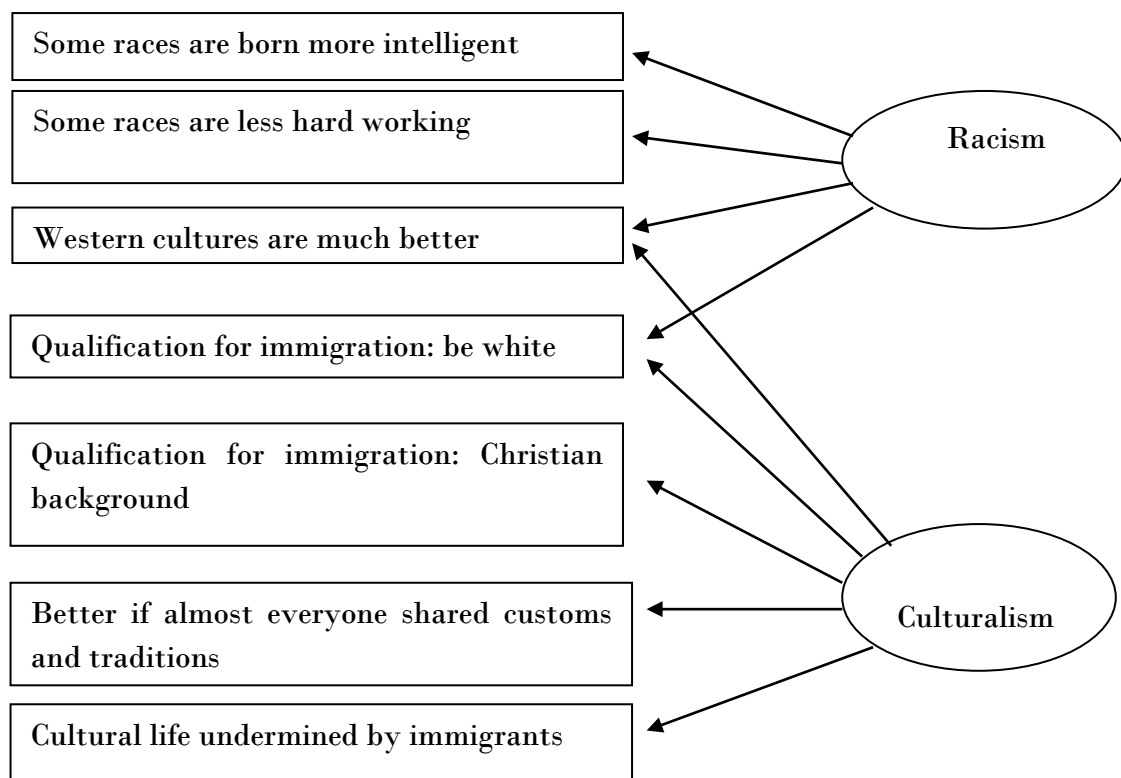 Some races are born more intelligent
Some races are less hard working
Racism
Western cultures are much better
Qualification for immigration: be white
Qualification for immigration: Christian
background
Better if almost everyone shared customs
and traditions
Culturalism
Cultural life undermined by immigrants